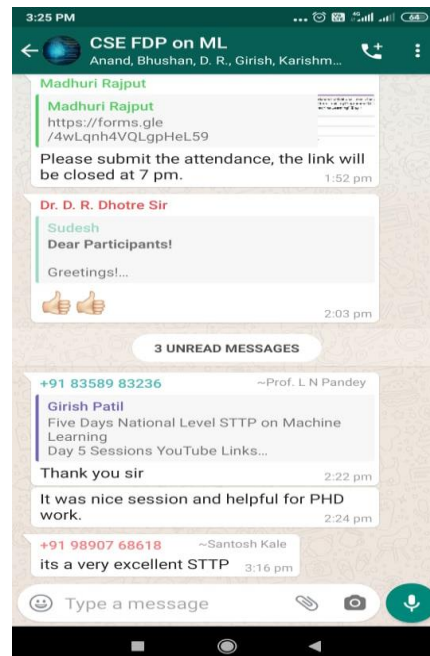 3:25 PM
... 4G 64
CSE FDP on ML
Anand, Bhushan, D. R., Girish, Karishm...
Madhuri Rajput
Madhuri Rajput
https://forms.gle
/4wLqnh4VQLgpHeL59
Please submit the attendance, the link will
be closed at 7 pm.
1:52 pm
Dr. D. R. Dhotre Sir
Sudesh
Dear Participants!
Greetings!...
2:03 pm
3 UNREAD MESSAGES
+91 83589 83236 ~Prof. L N Pandey
Girish Patil
Five Days National Level STTP on Machine
Learning
Day 5 Sessions YouTube Links...
Thank you sir
2:22 pm
It was nice session and helpful for PHD
work.
2:24 pm
+91 98907 68618 ~Santosh Kale
its a very excellent STTP 3:16 pm
Type a message